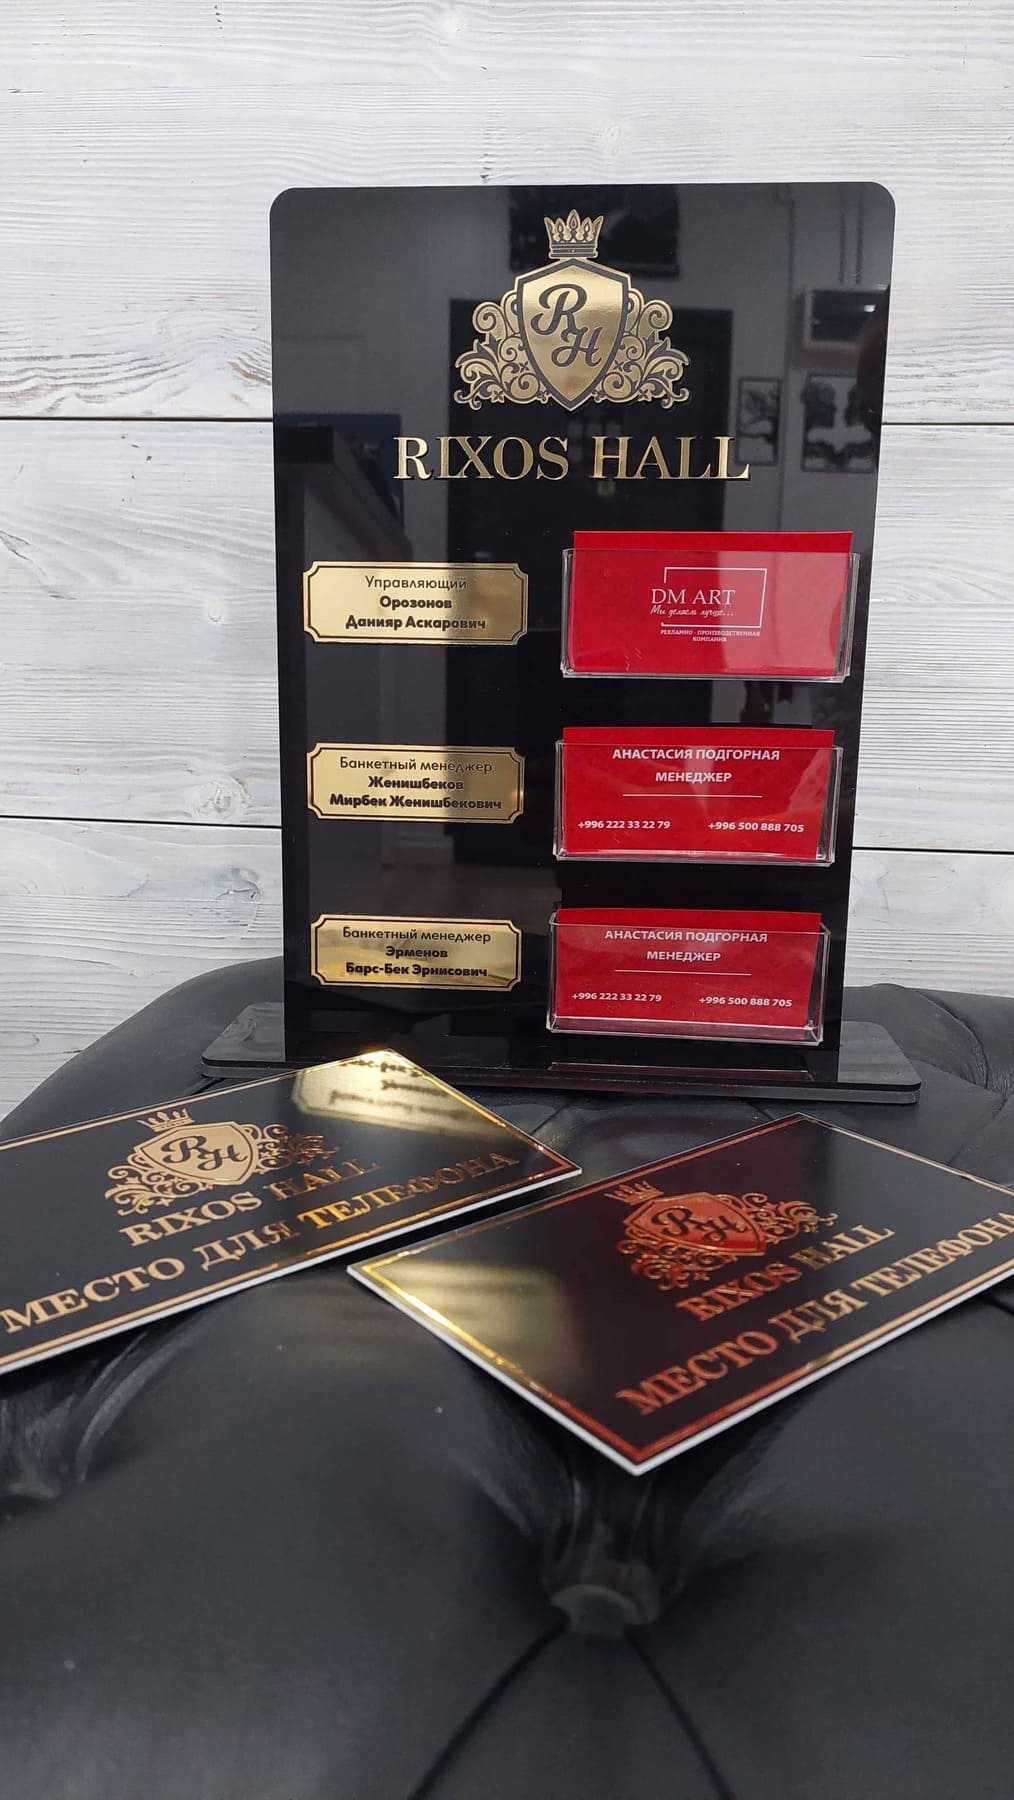 RH
RIXOS HALL
Управляющий
Орозонов
Данияр Аскарович
DM ART
Мы делаем лучше...
РЕКЛАМНО - ПРОИЗВОДСТВЕННАЯ
КОМПАНИЯ
Банкетный менеджер
Женишбеков
Мирбек Женишбекович
АНАСТАСИЯ ПОДГОРНАЯ
МЕНЕДЖЕР
+996 222 33 22 79 +996 500 888 705
Банкетный менеджер
Эрменов
Барс-Бек Эрнисович
АНАСТАСИЯ ПОДГОРНАЯ
МЕНЕДЖЕР
+996 222 33 22 79 +996 500 888 705
RH
RIXOS HALL
МЕСТО ДЛЯ ТЕЛЕФОНА
RH
RIXOS HALL
МЕСТО ДЛЯ ТЕЛЕФОНА